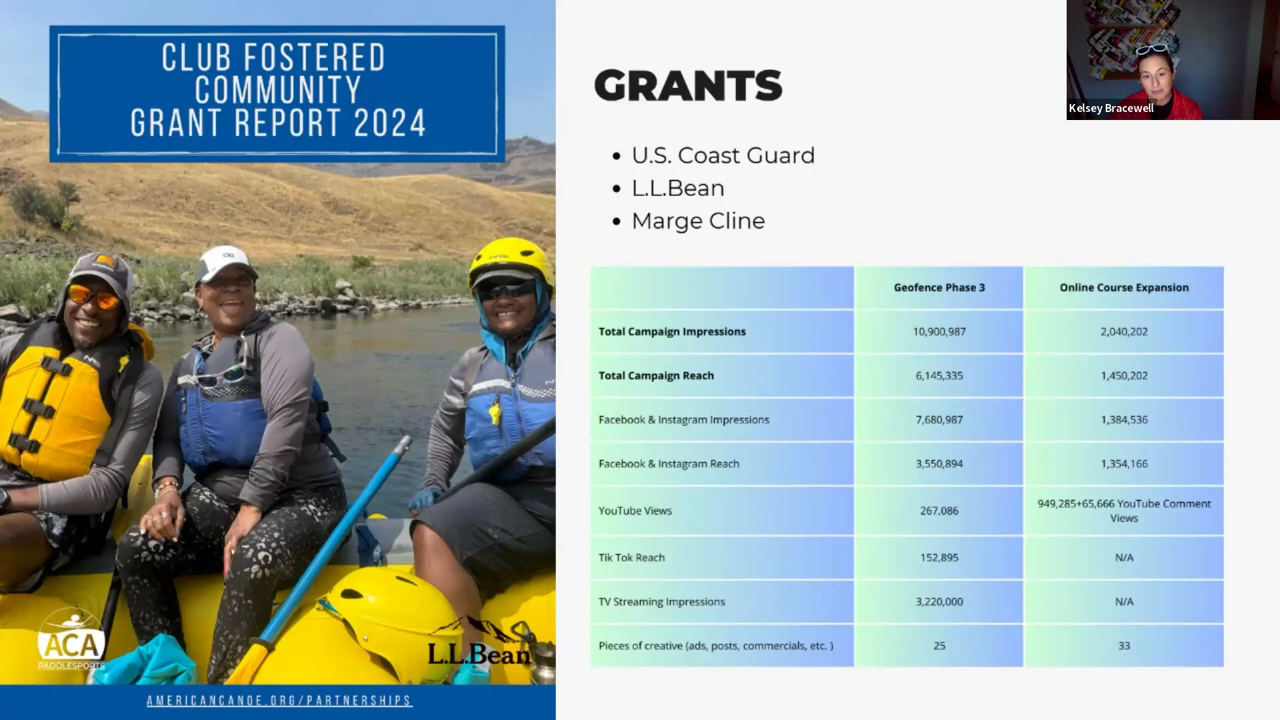 CLUB FOSTERED
COMMUNITY
GRANT REPORT 2024
ACA
PADDLESPORTS
L.L.Bean
AMERICANCANOE.ORG/PARTNERSHIPS
GRANTS
• U.S. Coast Guard
• L.L.Bean
• Marge Cline
Kelsey Bracewell
Geofence Phase 3 Online Course Expansion
Total Campaign Impressions 10,900,987 2,040,202
Total Campaign Reach 6,145,335 1,450,202
Facebook & Instagram Impressions 7,680,987 1,384,536
Facebook & Instagram Reach 3,550,894 1,354,166
YouTube Views 267,086 949,285+65,666 YouTube Comment
Views
Tik Tok Reach 152,895 N/A
TV Streaming Impressions 3,220,000 N/A
Pieces of creative (ads, posts, commercials, etc. ) 25 33